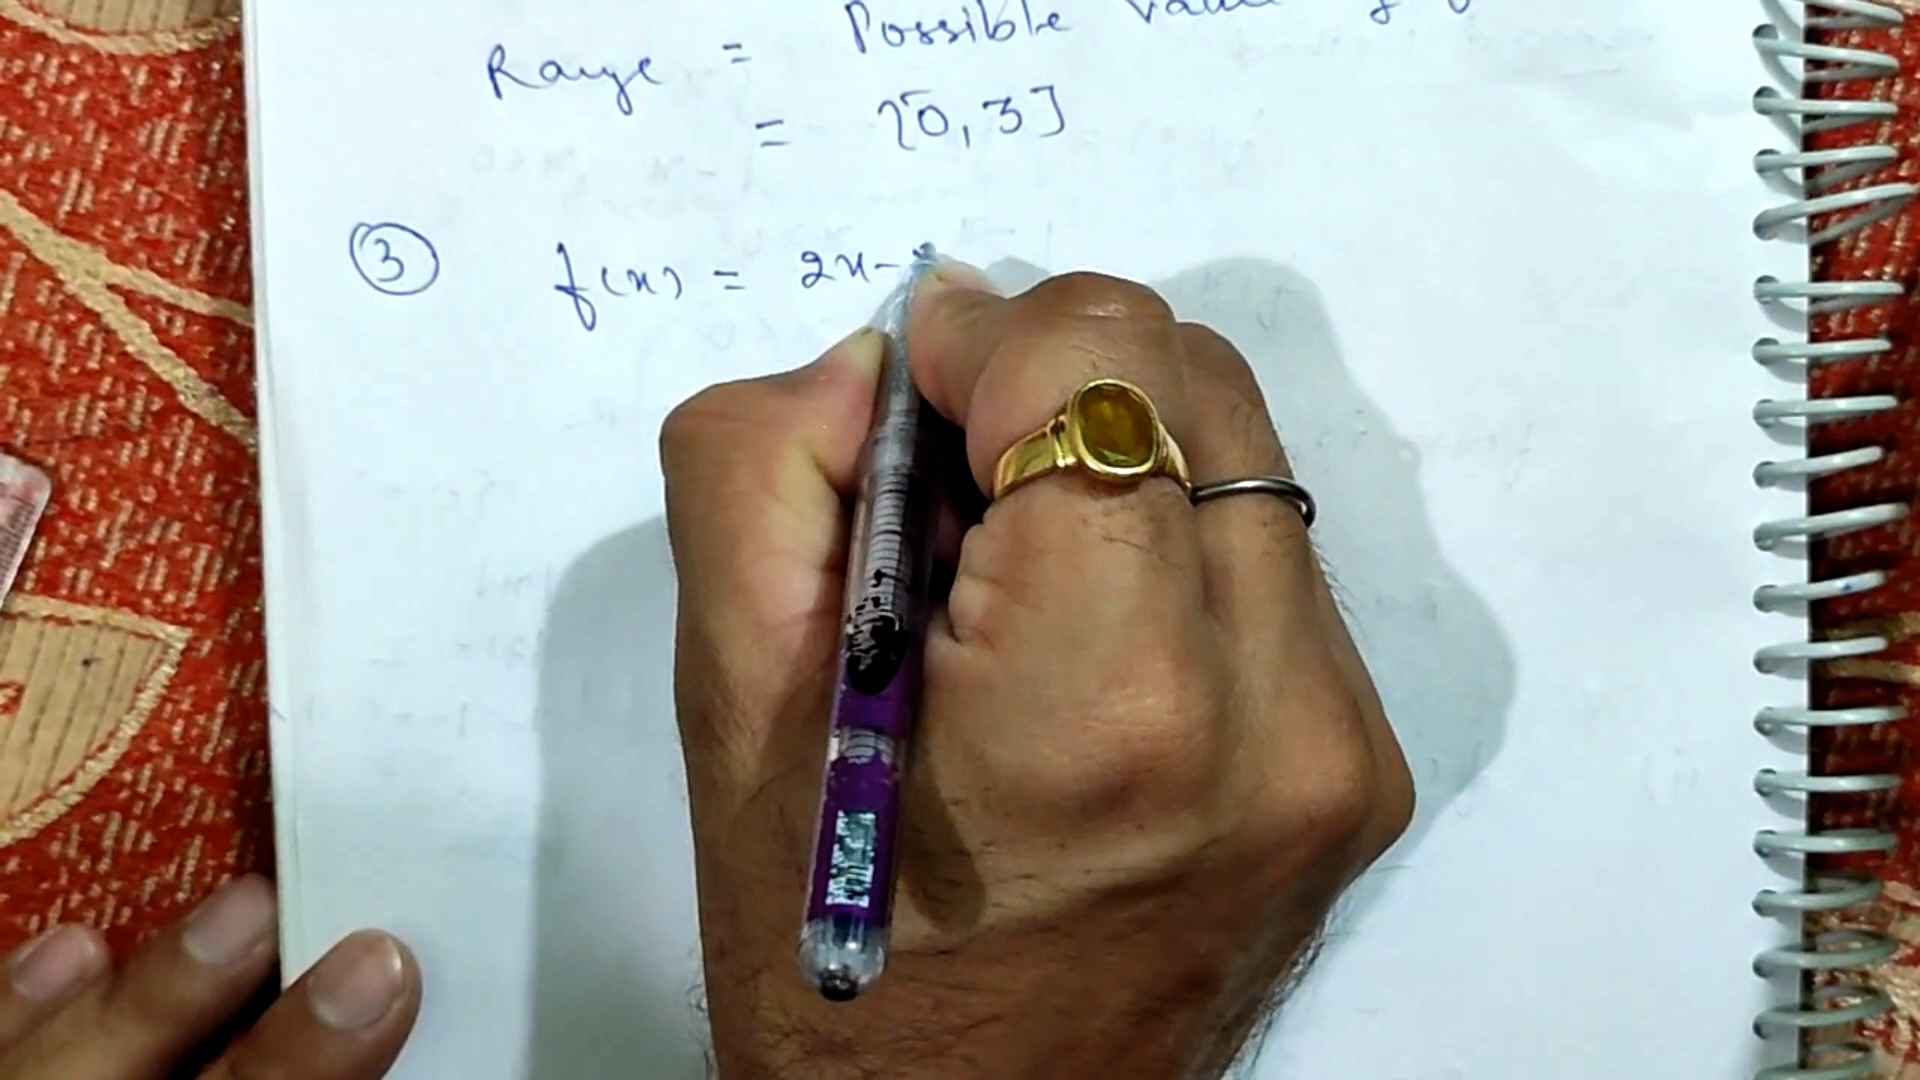 Range = Possible
= [0,3]
③ f(x) = 2x-